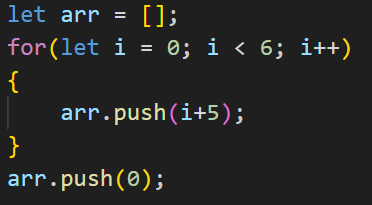 let arr = [];
for(let i = 0; i < 6; i++)
{
    arr.push(i+5);
}
arr.push(0);